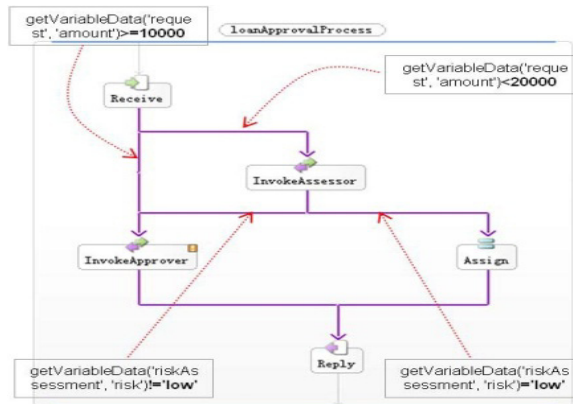 getVariableData('reque
st', 'amount')>=10000
loanApprovalProcess
getVariableData('reque
st', 'amount')<20000
Receive
InvokeAssessor
InvokeApprover
Assign
Reply
getVariableData('riskAs
sessment', 'risk')!='low'
getVariableData('riskAs
sessment', 'risk')='low'